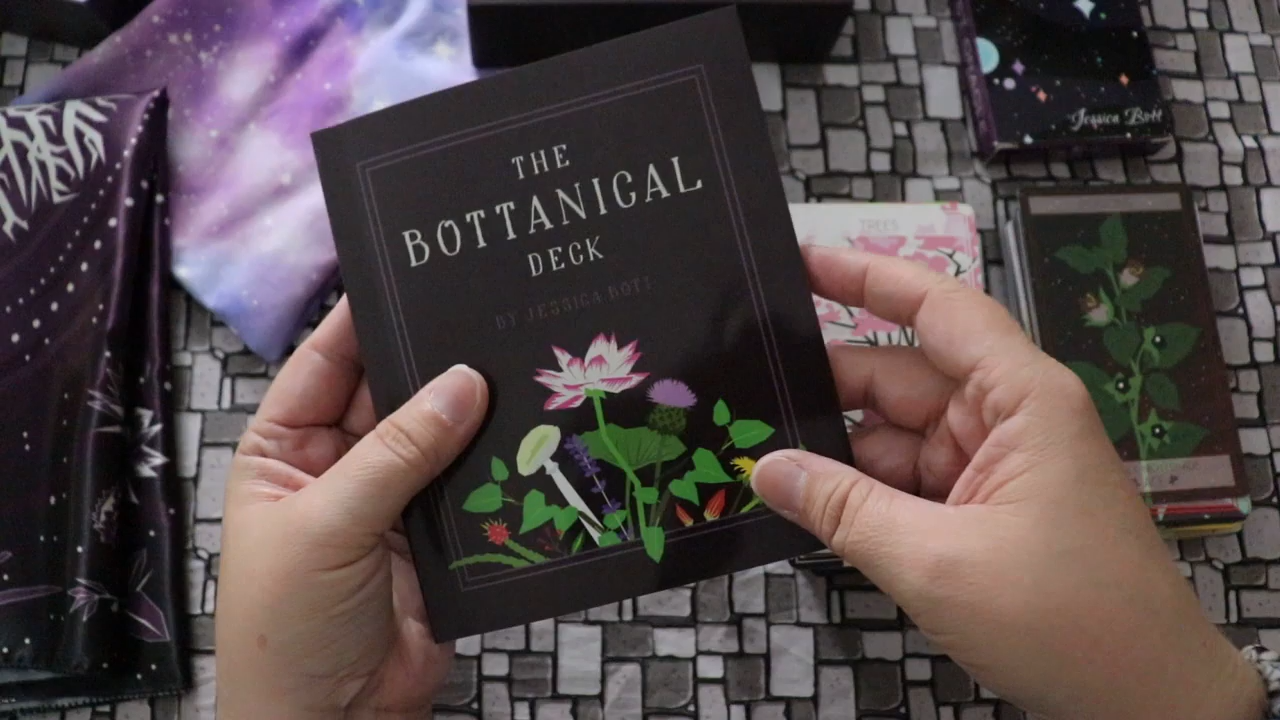 THE
BOTTANICAL
DECK
BY JESSICA BOTT
TREES
Jessica Bott